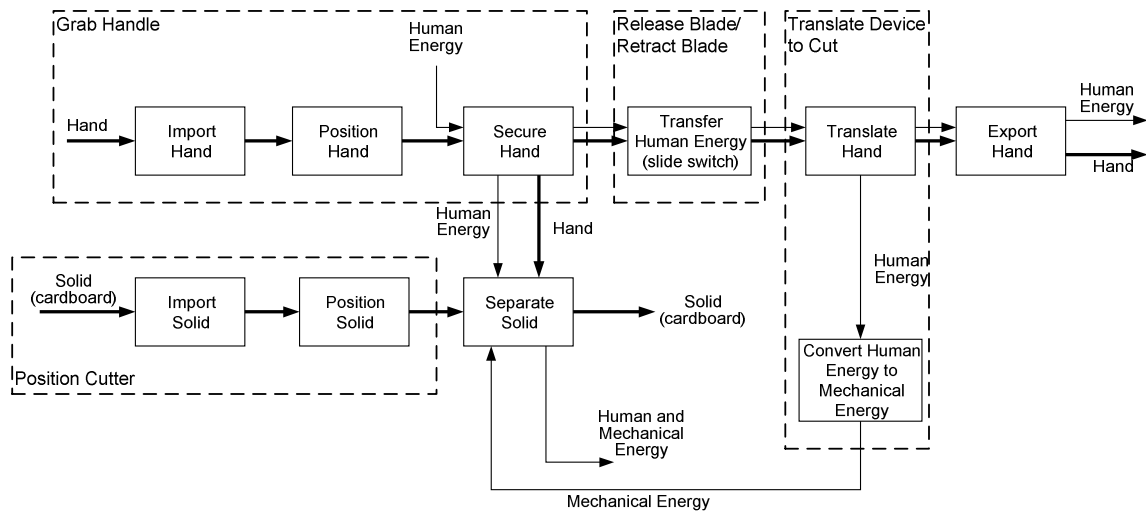 Grab Handle
Human
Energy
Release Blade/
Retract Blade
Translate Device
to Cut
Hand
Import
Hand
Position
Hand
Secure
Hand
Transfer
Human Energy
(slide switch)
Translate
Hand
Export
Hand
Human
Energy
Hand
Human
Energy
Hand
Human
Energy
Solid
(cardboard)
Import
Solid
Position
Solid
Separate
Solid
Solid
(cardboard)
Position Cutter
Convert Human
Energy to
Mechanical
Energy
Human and
Mechanical
Energy
Mechanical Energy